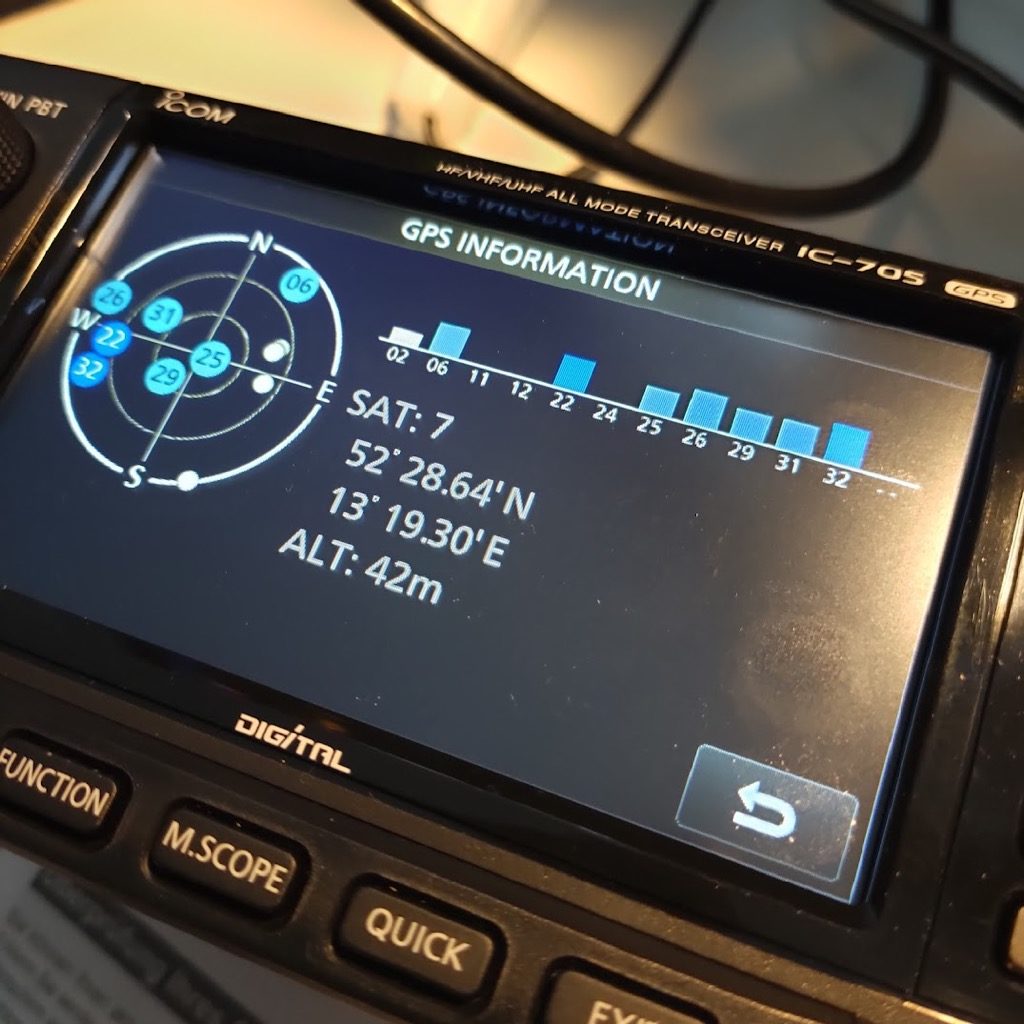 TWIN PBT
ICOM
HF/VHF/UHF ALL MODE TRANSCEIVER IC-705 GPS
GPS INFORMATION
N
06
26
31
W
22
25
32
29
E
S
02 06 11 12 22 24 25 26 29 31 32 --
SAT: 7
52°28.64'N
13°19.30'E
ALT: 42m
DIGITAL
FUNCTION
M.SCOPE
QUICK